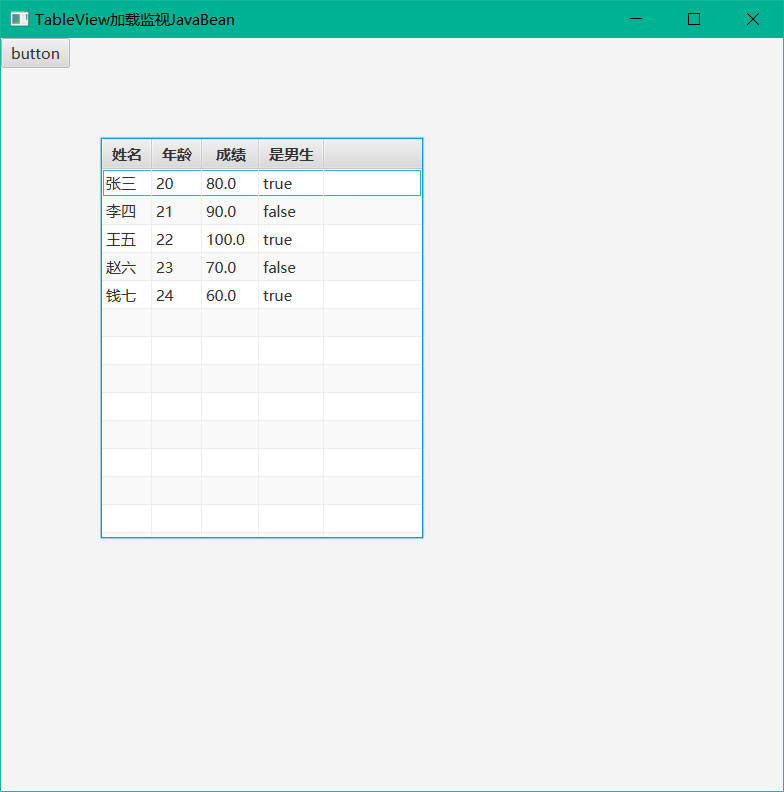 TableView加载监视JavaBean
button
姓名 年龄 成绩 是男生
张三 20 80.0 true
李四 21 90.0 false
王五 22 100.0 true
赵六 23 70.0 false
钱七 24 60.0 true